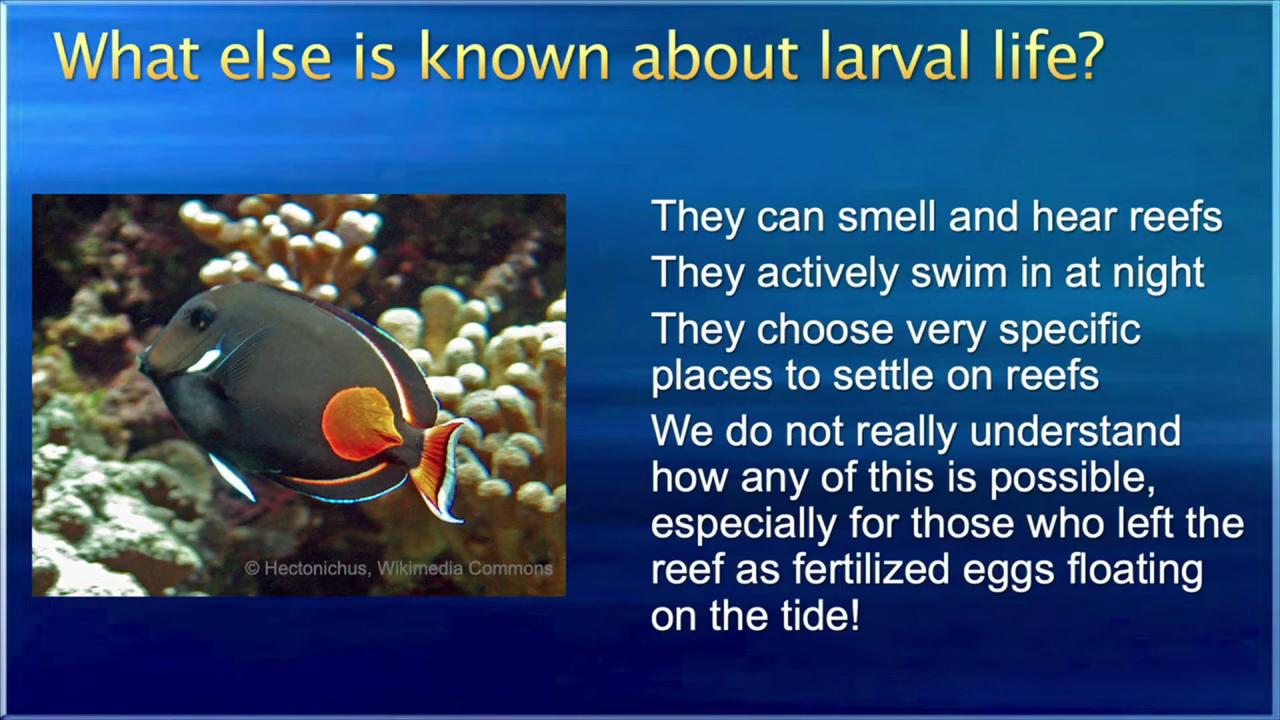 What else is known about larval life?
They can smell and hear reefs
They actively swim in at night
They choose very specific
places to settle on reefs
We do not really understand
how any of this is possible,
especially for those who left the
reef as fertilized eggs floating
on the tide!
© Hectonichus, Wikimedia Commons